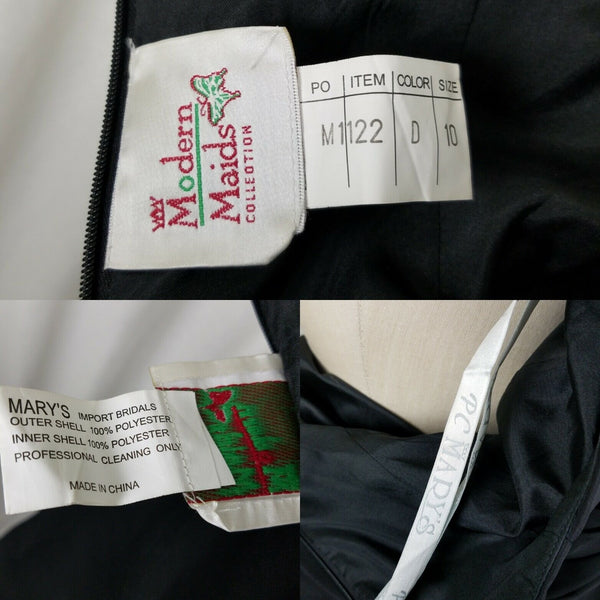 Modern
Maids
COLLECTION
PO ITEM COLOR SIZE
M1122 D 10
MARY'S IMPORT BRIDALS
OUTER SHELL 100% POLYESTER
INNER SHELL 100% POLYESTER
PROFESSIONAL CLEANING ONLY
MADE IN CHINA
PC MARY'S